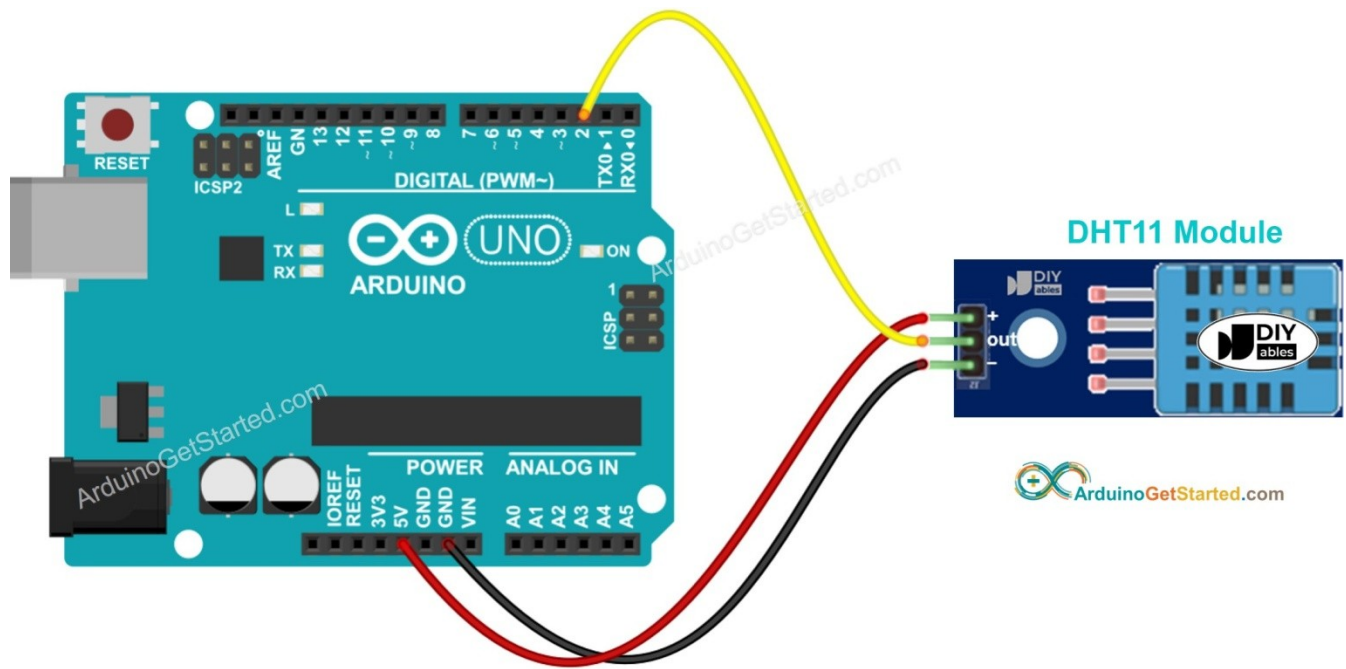 RESET
ICSP2
AREF
GN
13
12
~11
~10
~9
8
7
~6
~5
4
~3
2
TX0▸1
RX0◂0
DIGITAL (PWM~)
L
TX
RX
UNO
ON
ARDUINO
1
ICSP
ArduinoGetStarted.com
DHT11 Module
DIY
ables
+
out
−
DIY
ables
ArduinoGetStarted.com
POWER
ANALOG IN
IOREF
RESET
3V3
5V
GND
GND
VIN
A0
A1
A2
A3
A4
A5
ArduinoGetStarted.com